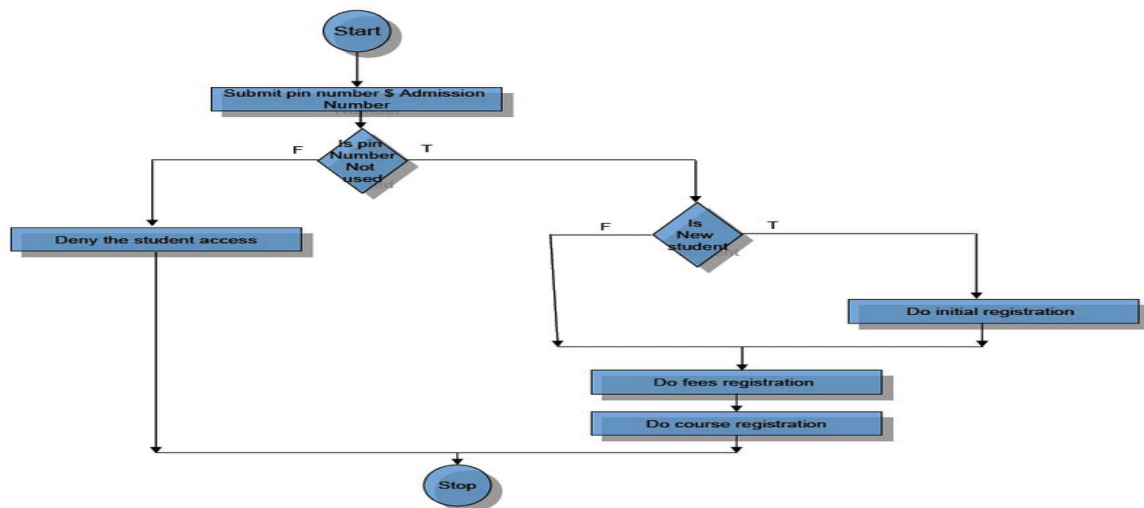 Start
Submit pin number $ Admission
Number
Is pin
Number
Not
used
F
T
Deny the student access
Is
New
student
F
T
Do initial registration
Do fees registration
Do course registration
Stop